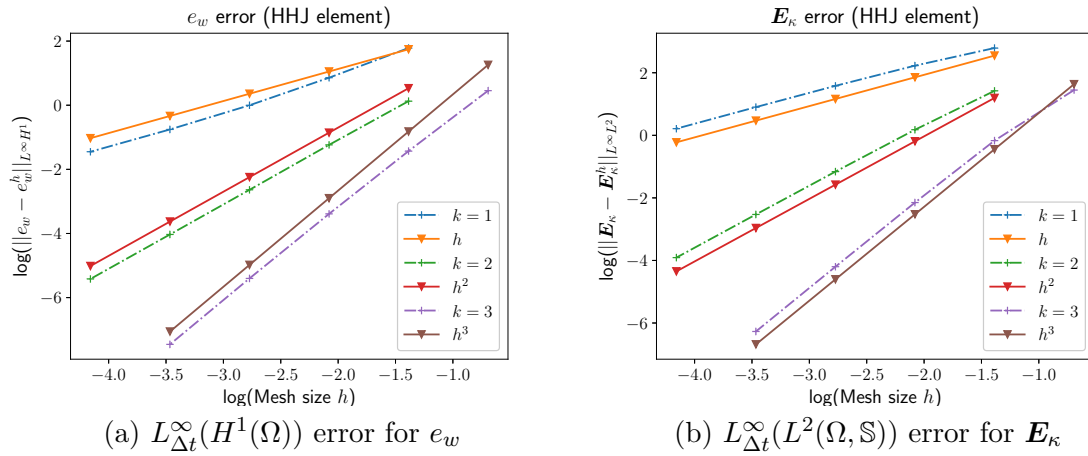 e_w error (HHJ element)
log(||e_w − e_w^h||_{L^∞ H^1})
2
0
−2
−4
−6
k = 1
h
k = 2
h^2
k = 3
h^3
−4.0 −3.5 −3.0 −2.5 −2.0 −1.5 −1.0
log(Mesh size h)
(a) L^∞_{Δt}(H^1(Ω)) error for e_w
E_κ error (HHJ element)
log(||E_κ − E_κ^h||_{L^∞ L^2})
2
0
−2
−4
−6
k = 1
h
k = 2
h^2
k = 3
h^3
−4.0 −3.5 −3.0 −2.5 −2.0 −1.5 −1.0
log(Mesh size h)
(b) L^∞_{Δt}(L^2(Ω, 𝕊)) error for E_κ